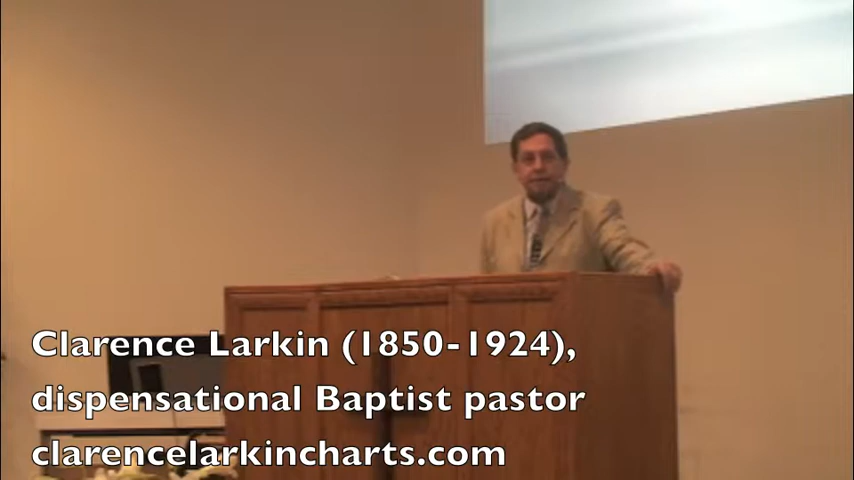 Clarence Larkin (1850-1924),
dispensational Baptist pastor
clarencelarkincharts.com